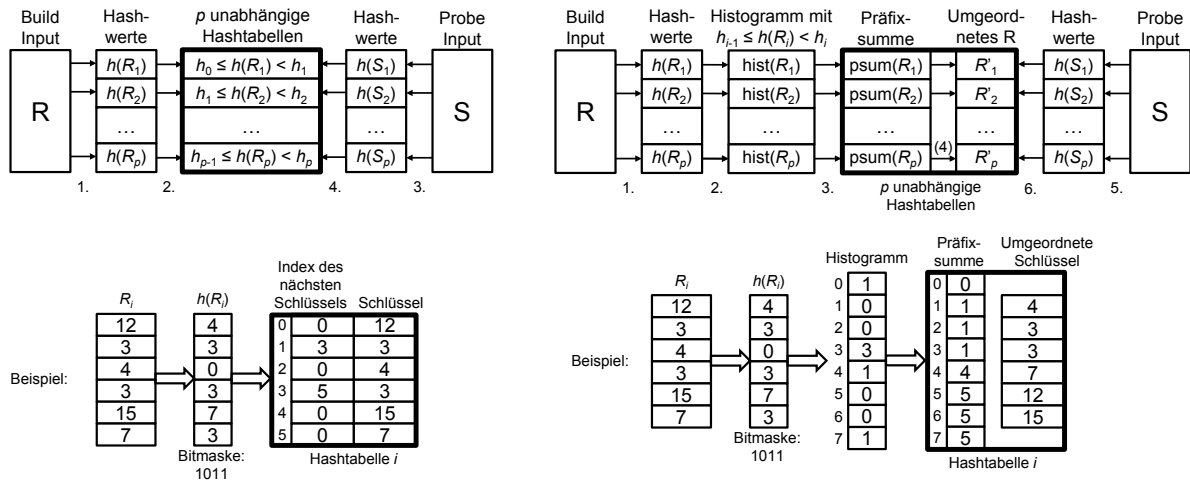 Build Input
Hash- werte
p unabhängige Hashtabellen
Hash- werte
Probe Input
R
h(R1)
h(R2)
…
h(Rp)
h0 ≤ h(R1) < h1
h1 ≤ h(R2) < h2
…
hp-1 ≤ h(Rp) < hp
h(S1)
h(S2)
…
h(Sp)
S
1.
2.
4.
3.
Build Input
Hash- werte
Histogramm mit hi-1 ≤ h(Ri) < hi
Präfix- summe
Umgeord- netes R
Hash- werte
Probe Input
R
h(R1)
h(R2)
…
h(Rp)
hist(R1)
hist(R2)
…
hist(Rp)
psum(R1)
psum(R2)
…
psum(Rp)
(4)
R'1
R'2
…
R'p
h(S1)
h(S2)
…
h(Sp)
S
1.
2.
3.
p unabhängige Hashtabellen
6.
5.
Beispiel:
Ri
12
3
4
3
15
7
h(Ri)
4
3
0
3
7
3
Bitmaske: 1011
Index des nächsten Schlüssels
Schlüssel
0 0 12
1 3 3
2 0 4
3 5 3
4 0 15
5 0 7
Hashtabelle i
Beispiel:
Ri
12
3
4
3
15
7
h(Ri)
4
3
0
3
7
3
Bitmaske: 1011
Histogramm
0 1
1 0
2 0
3 3
4 1
5 0
6 0
7 1
Präfix- summe
0 0
1 1
2 1
3 1
4 4
5 5
6 5
7 5
Umgeordnete Schlüssel
4
3
3
7
12
15
Hashtabelle i